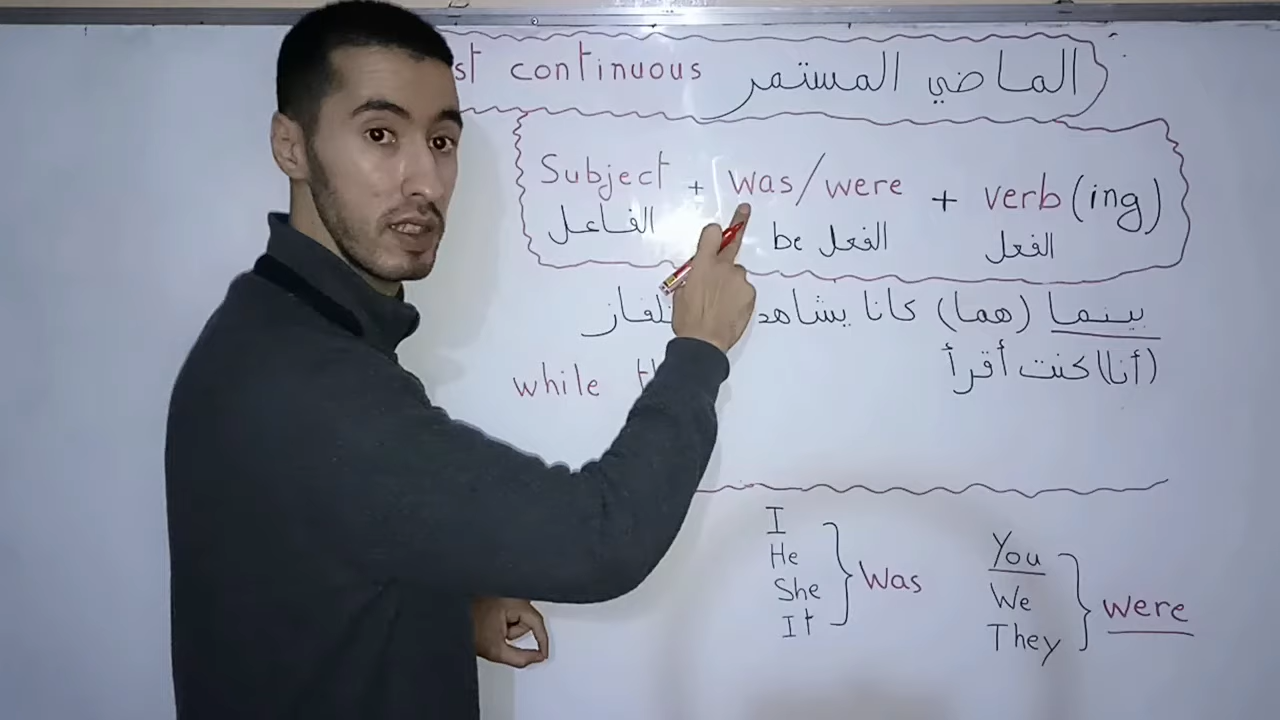 st continuous الماضي المستمر
Subject + was/were + verb (ing)
الفاعل be الفعل الفعل
بينما (هما) كانا يشاهد لفاز
(أنا) كنت أقرأ
while th
I
He
She
It
Was
You
We
They
were